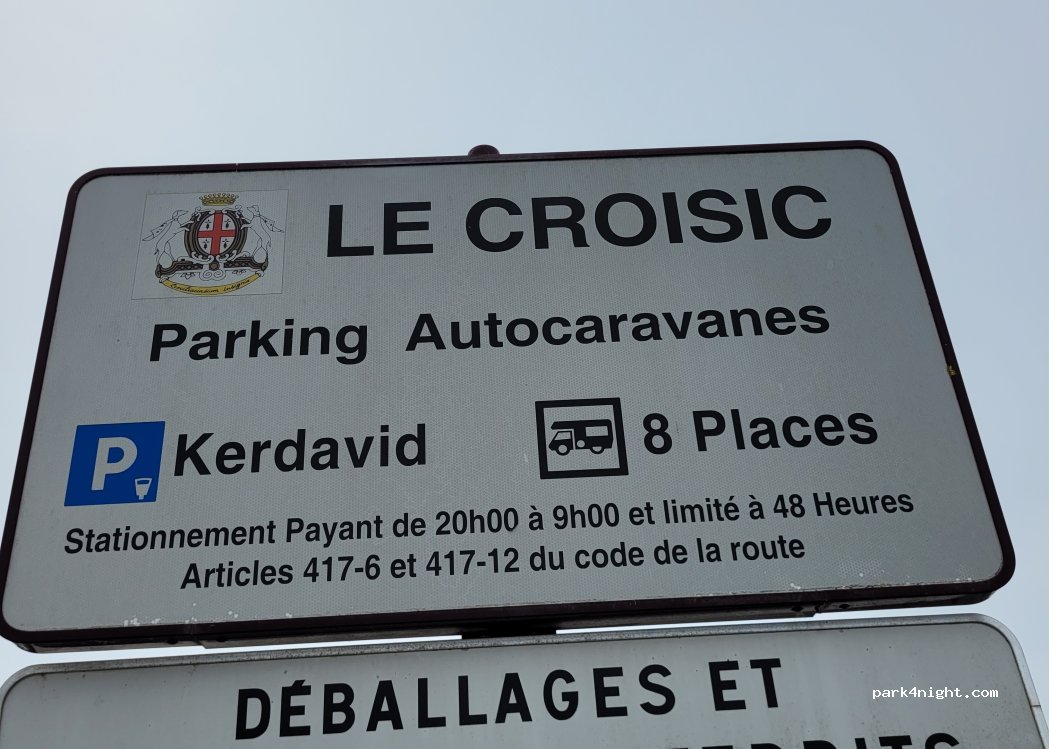 LE CROISIC
Parking Autocaravanes
P Kerdavid
8 Places
Stationnement Payant de 20h00 à 9h00 et limité à 48 Heures
Articles 417-6 et 417-12 du code de la route
DÉBALLAGES ET
park4night.com